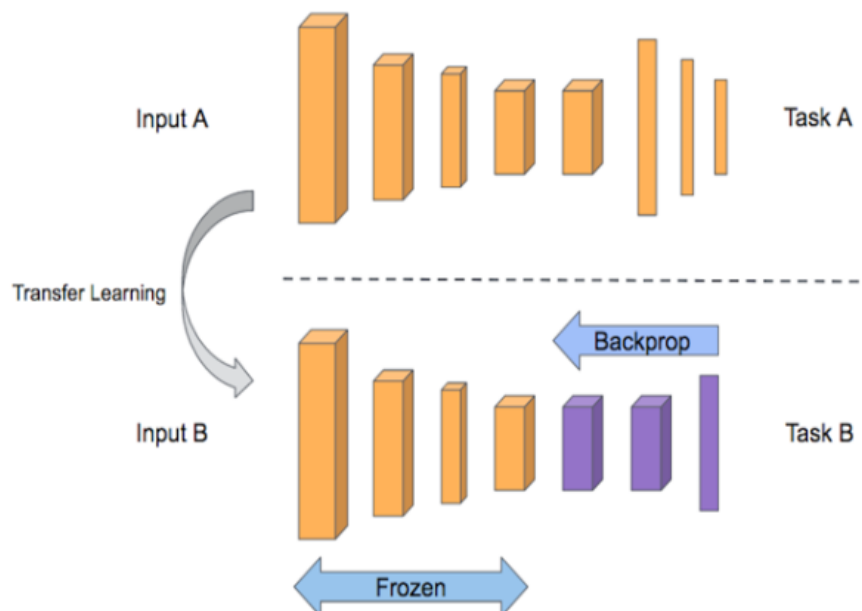 Input A
Task A
Transfer Learning
Backprop
Input B
Task B
Frozen